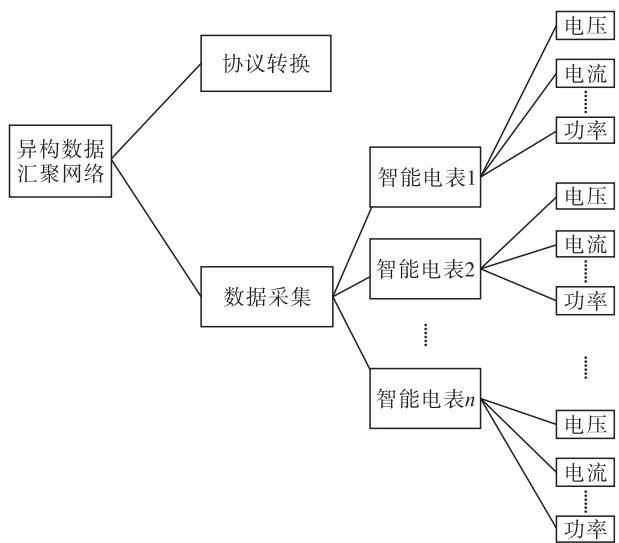 异构数据
汇聚网络
协议转换
数据采集
智能电表1
电压
电流
功率
智能电表2
电压
电流
功率
智能电表n
电压
电流
功率